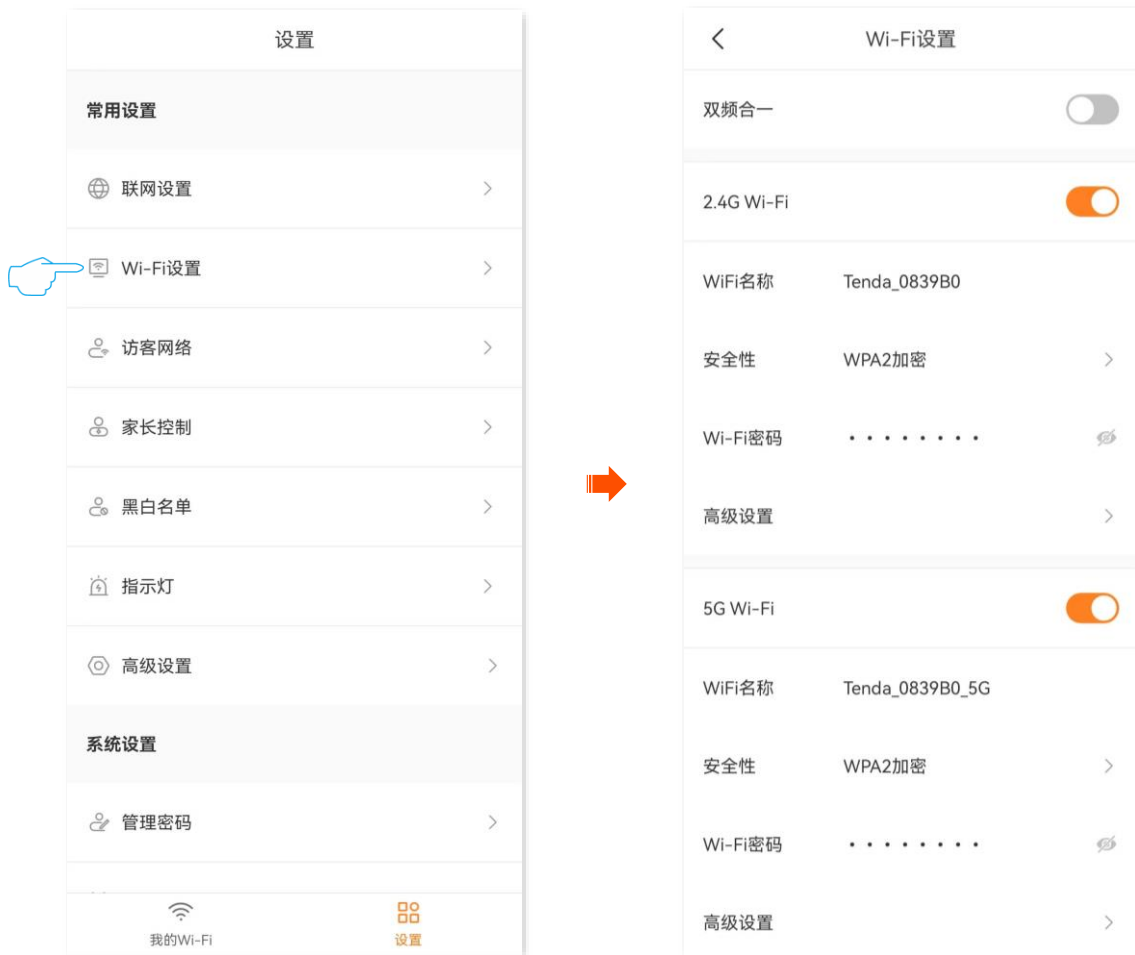 设置
常用设置
联网设置
Wi-Fi设置
访客网络
家长控制
黑白名单
指示灯
高级设置
系统设置
管理密码
我的Wi-Fi 设置
Wi-Fi设置
双频合一
2.4G Wi-Fi
WiFi名称 Tenda_0839B0
安全性 WPA2加密
Wi-Fi密码 ········
高级设置
5G Wi-Fi
WiFi名称 Tenda_0839B0_5G
安全性 WPA2加密
Wi-Fi密码 ········
高级设置